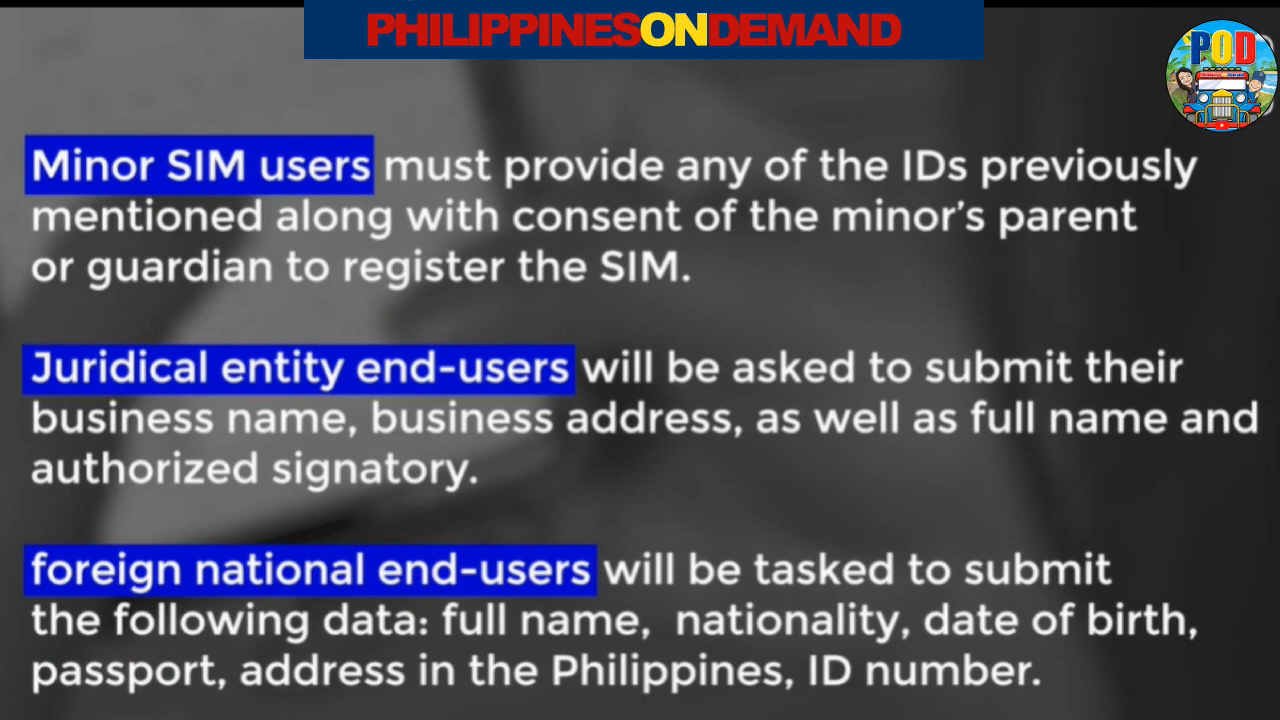 PHILIPPINESONDEMAND
POD
Minor SIM users must provide any of the IDs previously
mentioned along with consent of the minor's parent
or guardian to register the SIM.
Juridical entity end-users will be asked to submit their
business name, business address, as well as full name and
authorized signatory.
foreign national end-users will be tasked to submit
the following data: full name, nationality, date of birth,
passport, address in the Philippines, ID number.